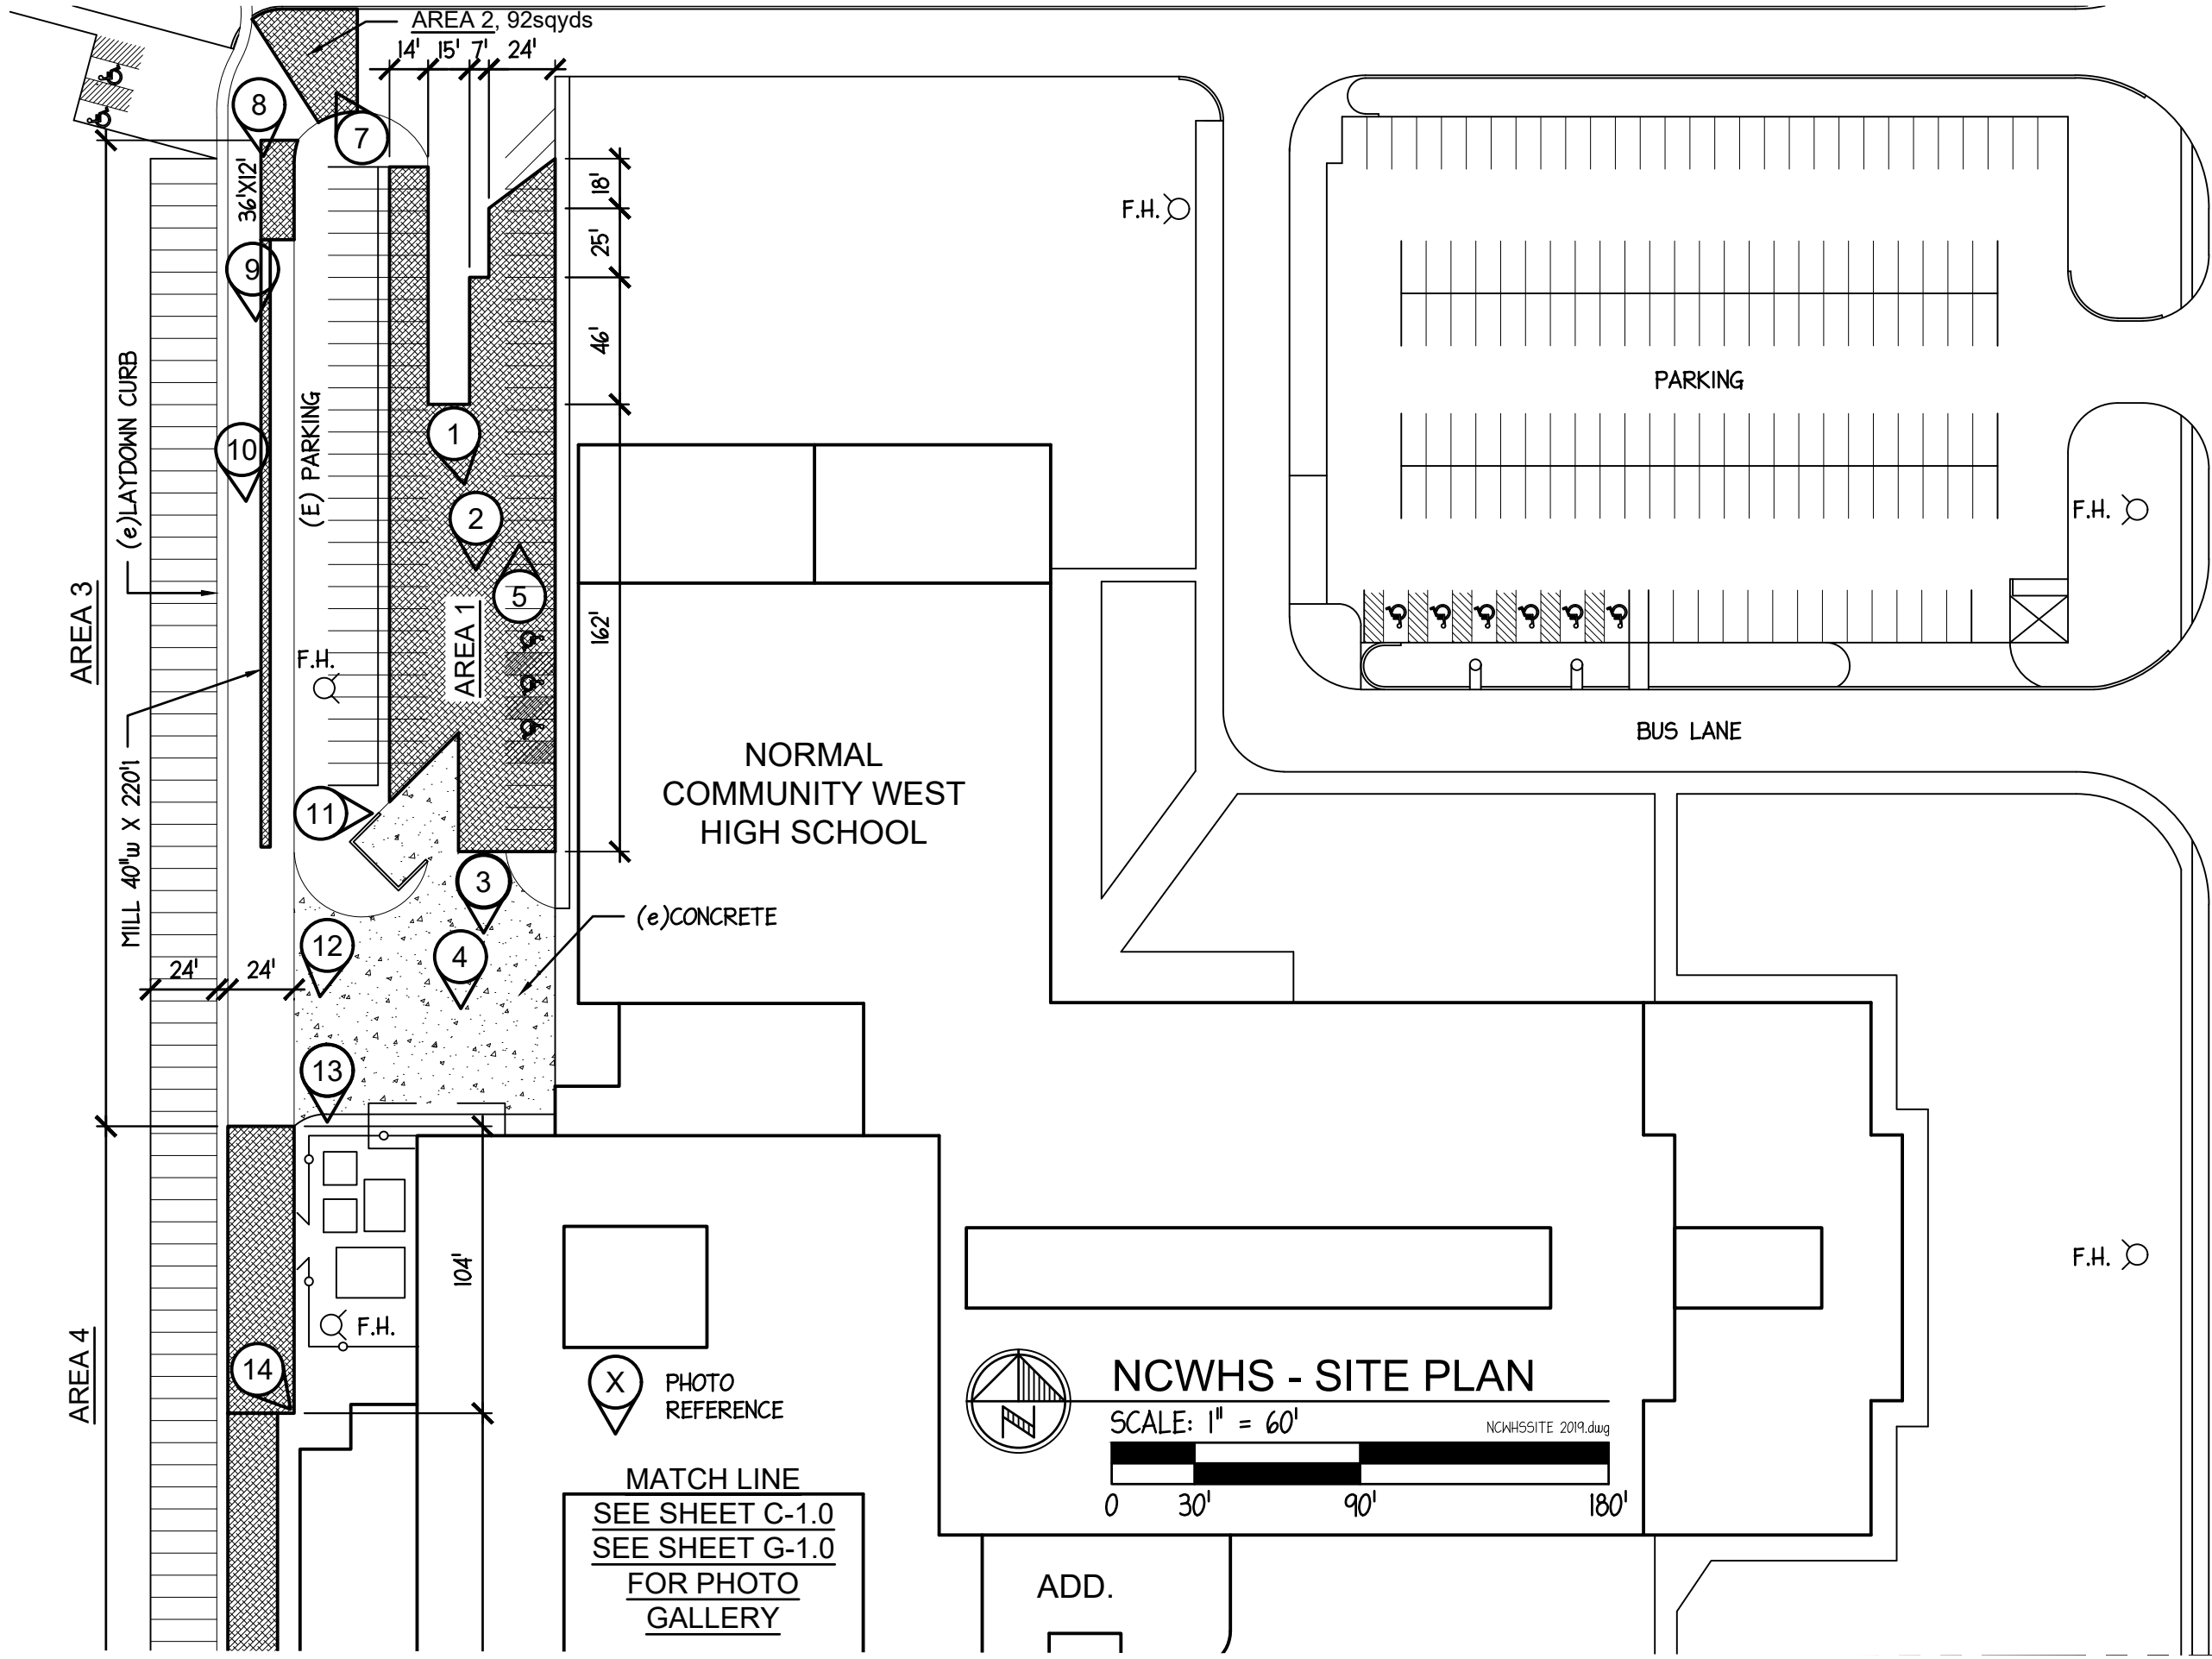 AREA 2, 92sqyds
14' 15' 7' 24'
8
7
36'X12'
18'
F.H.
25'
9
46'
PARKING
(e)LAYDOWN CURB
(E) PARKING
10
1
2
F.H.
5
AREA 3
AREA 1
162'
F.H.
BUS LANE
NORMAL
COMMUNITY WEST
HIGH SCHOOL
MILL 40"w X 220'l
11
3
(e)CONCRETE
12
4
24' 24'
13
104'
F.H.
F.H.
AREA 4
14
X
PHOTO
REFERENCE
NCWHS - SITE PLAN
SCALE: 1" = 60'
NCWHSSITE 2019.dwg
0 30' 90' 180'
N
MATCH LINE
SEE SHEET C-1.0
SEE SHEET G-1.0
FOR PHOTO
GALLERY
ADD.